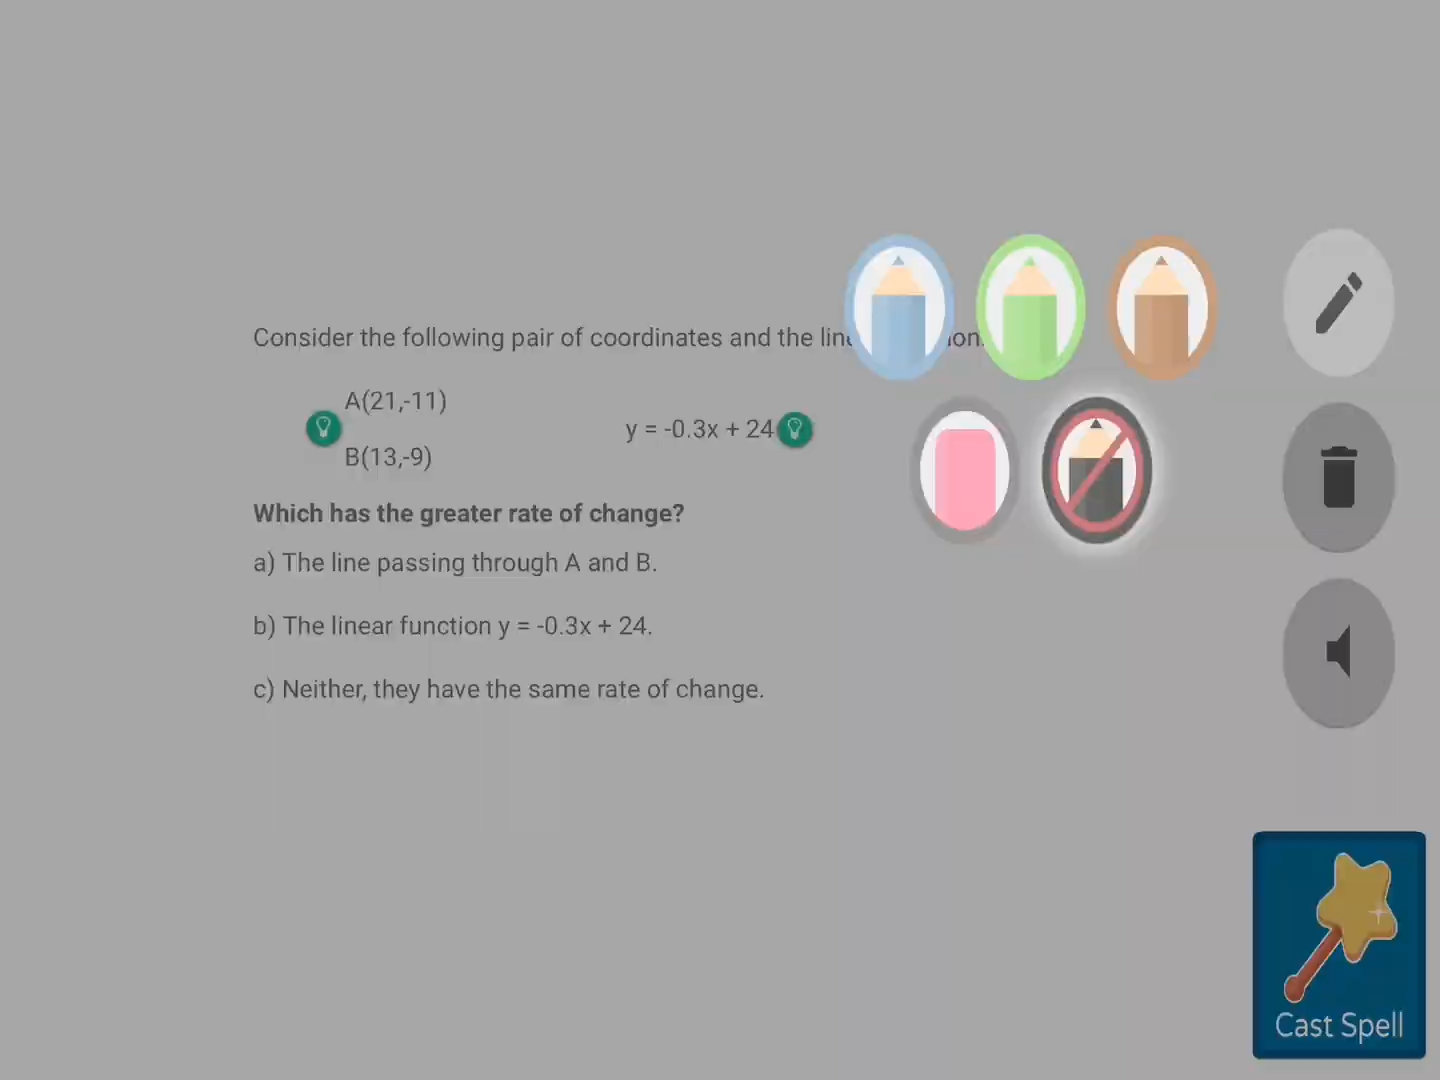 Consider the following pair of coordinates and the lin on.
A(21,-11)
y = -0.3x + 24
B(13,-9)
Which has the greater rate of change?
a) The line passing through A and B.
b) The linear function y = -0.3x + 24.
c) Neither, they have the same rate of change.
Cast Spell